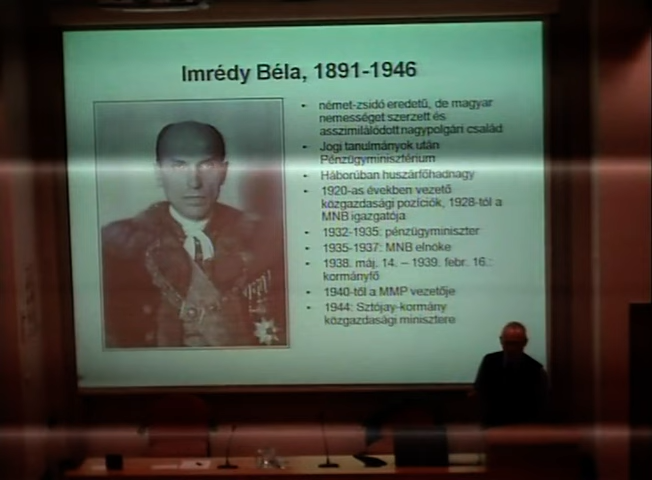 Imrédy Béla, 1891-1946
• német-zsidó eredetű, de magyar
nemességet szerzett és
asszimilálódott nagypolgári család
• Jogi tanulmányok után
Pénzügyminisztérium
• Háborúban huszárfőhadnagy
• 1920-as években vezető
közgazdasági pozíciók, 1928-tól a
MNB igazgatója
• 1932-1935: pénzügyminiszter
• 1935-1937: MNB elnöke
• 1938. máj. 14. – 1939. febr. 16.:
kormányfő
• 1940-től a MMP vezetője
• 1944: Sztójay-kormány
közgazdasági minisztere